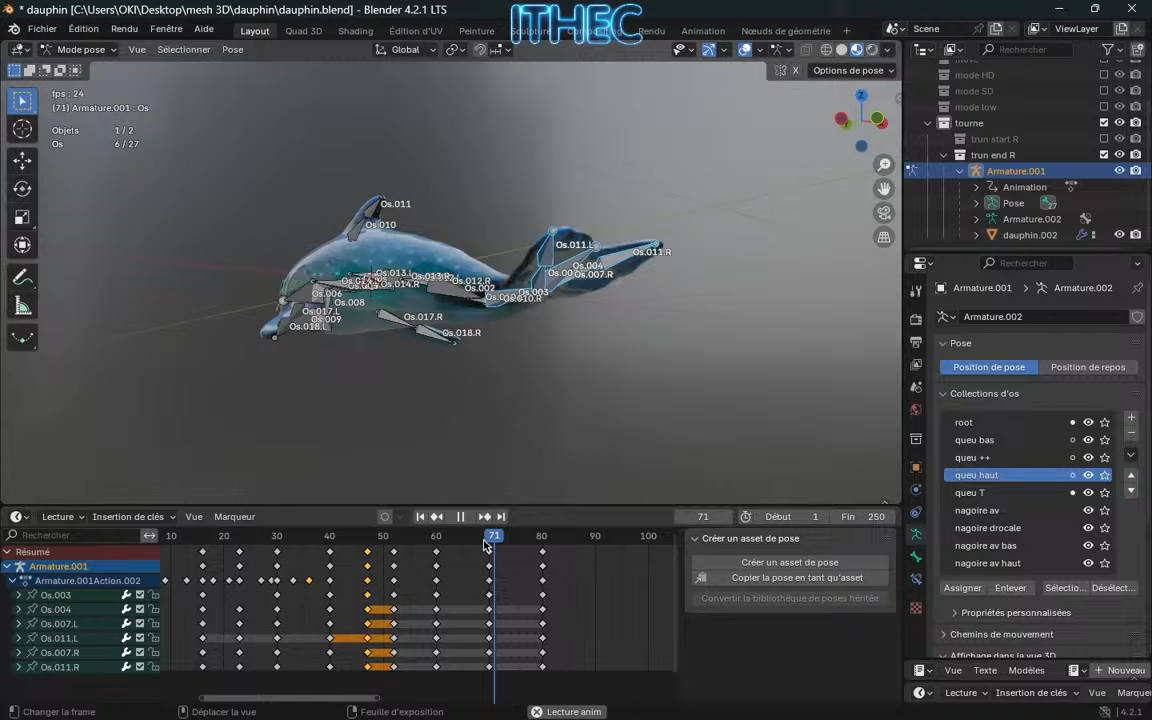 * dauphin [C:\Users\OKI\Desktop\mesh 3D\dauphin\dauphin.blend] - Blender 4.2.1 LTS
ITHEC
Fichier Édition Rendu Fenêtre Aide Layout Quad 3D Shading Édition d'UV Peinture Rendu Animation Nœuds de géométrie Scene ViewLayer
Mode pose Vue Sélectionner Pose Global Rechercher
Options de pose
fps : 24
(71) Armature.001 : Os
Objets 1 / 2
Os 6 / 27
mode HD
mode SD
mode low
tourne
trun start R
trun end R
Armature.001
Animation
Pose
Armature.002
dauphin.002
Z
X
Os.011
Os.010
Os.011.L
Os.011.R
Os.004
Os.007.R
Os.013.L
Os.012.R
Os.014.R
Os.002
Os.003
Os.006
Os.008
Os.017.L
Os.009
Os.018.L
Os.017.R
Os.018.R
Rechercher
Armature.001 Armature.002
Armature.002
Pose
Position de pose Position de repos
Collections d'os
root
queu bas
queu ++
queu haut
queu T
nagoire av
nagoire drocale
nagoire av bas
nagoire av haut
Assigner Enlever Sélectio... Désélect...
Propriétés personnalisées
Chemins de mouvement
Affichage dans la vue 3D
Vue Texte Modèles Nouveau
Lecture Insertion de clés Vue Marque
Lecture Insertion de clés Vue Marqueur 71 Début 1 Fin 250
Rechercher 10 20 30 40 50 60 71 80 90 100
Résumé
Armature.001
Armature.001Action.002
Os.003
Os.004
Os.007.L
Os.011.L
Os.007.R
Os.011.R
Créer un asset de pose
Créer un asset de pose
Copier la pose en tant qu'asset
Convertir la bibliothèque de poses héritée
Changer la frame Déplacer la vue Feuille d'exposition Lecture anim 4.2.1